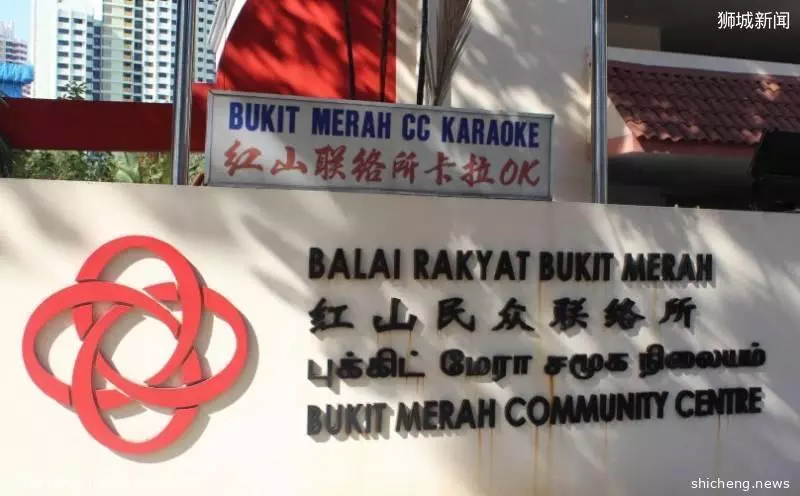 狮城新闻
BUKIT MERAH CC KARAOKE
红山联络所卡拉OK
BALAI RAKYAT BUKIT MERAH
红山民众联络所
புக்கிட் மேரா சமூக நிலையம்
BUKIT MERAH COMMUNITY CENTRE
shicheng.news